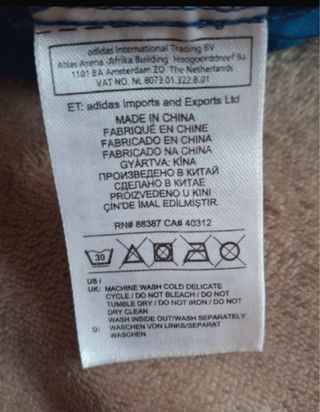 adidas International Trading BV
Atlas Arena -Afrika Building Hoogoorddreef 9a
1101 BA Amsterdam ZO The Netherlands
VAT NO. NL 8073.01.322.B.01
ET: adidas Imports and Exports Ltd
MADE IN CHINA
FABRIQUÉ EN CHINE
FABRICADO EN CHINA
FABRICADO NA CHINA
GYÁRTVA: KÍNA
ПРОИЗВЕДЕНО В КИТАЙ
СДЕЛАНО В КИТАЕ
PROIZVEDENO U KINI
ÇİN'DE İMAL EDİLMİŞTİR.
RN# 88387 CA# 40312
30
US /
UK: MACHINE WASH COLD DELICATE
CYCLE / DO NOT BLEACH / DO NOT
TUMBLE DRY / DO NOT IRON / DO NOT
DRY CLEAN
WASH INSIDE OUT/WASH SEPARATELY
D: WASCHEN VON LINKS/SEPARAT
WASCHEN